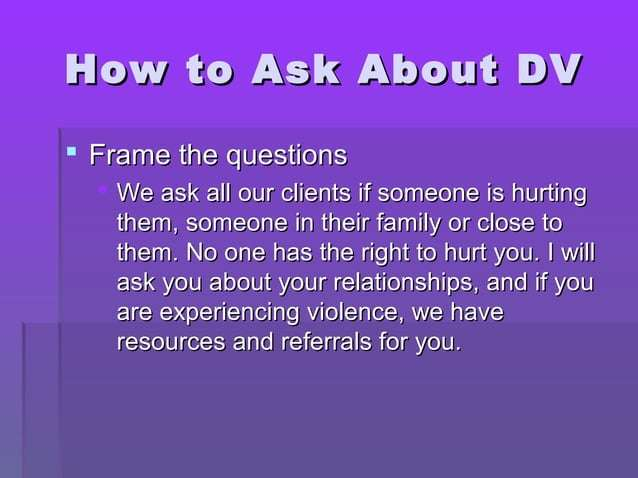 How to Ask About DV
Frame the questions
We ask all our clients if someone is hurting
them, someone in their family or close to
them. No one has the right to hurt you. I will
ask you about your relationships, and if you
are experiencing violence, we have
resources and referrals for you.